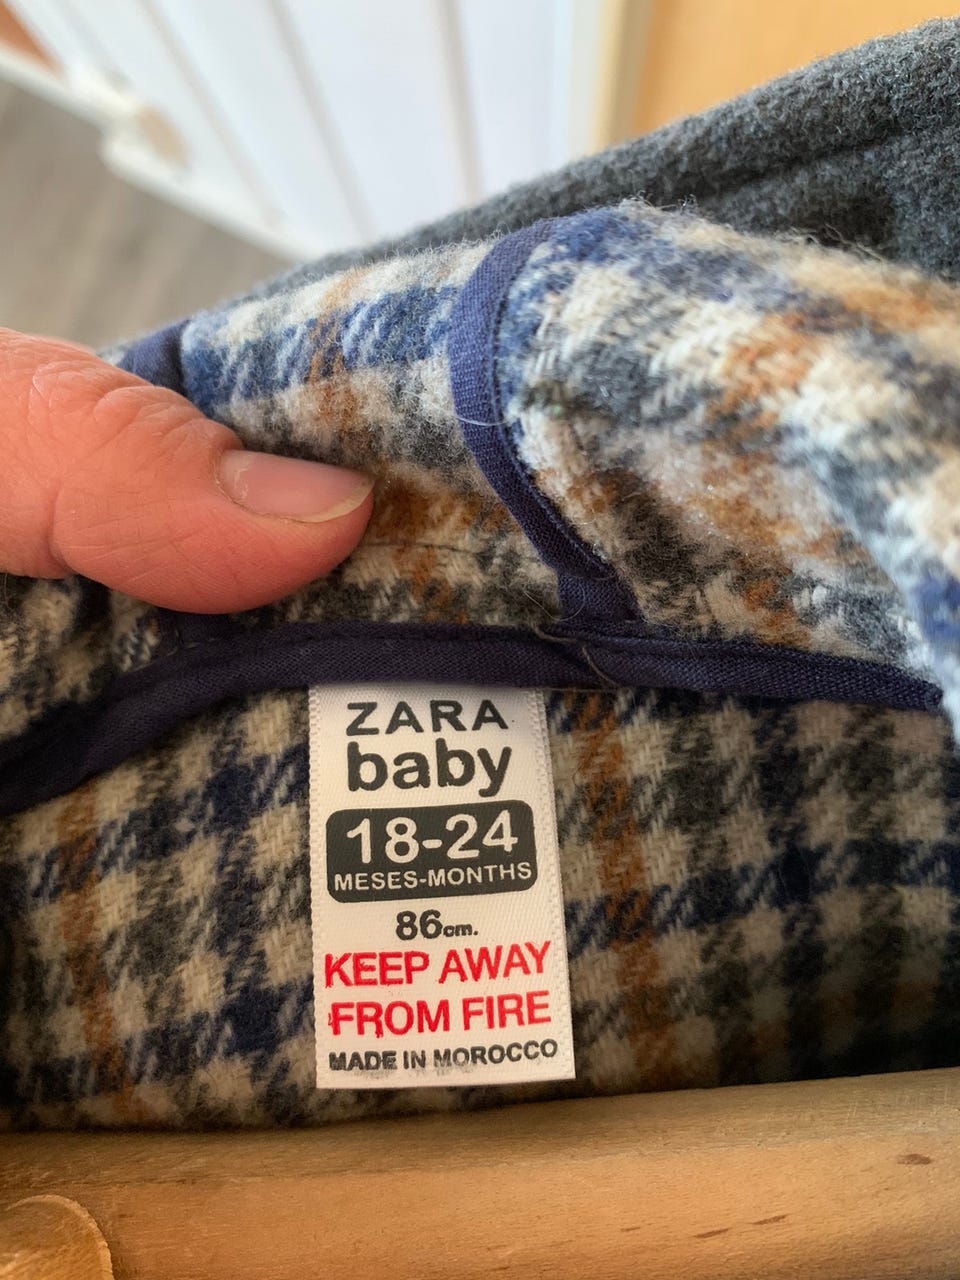 ZARA
baby
18-24
MESES-MONTHS
86cm.
KEEP AWAY
FROM FIRE
MADE IN MOROCCO